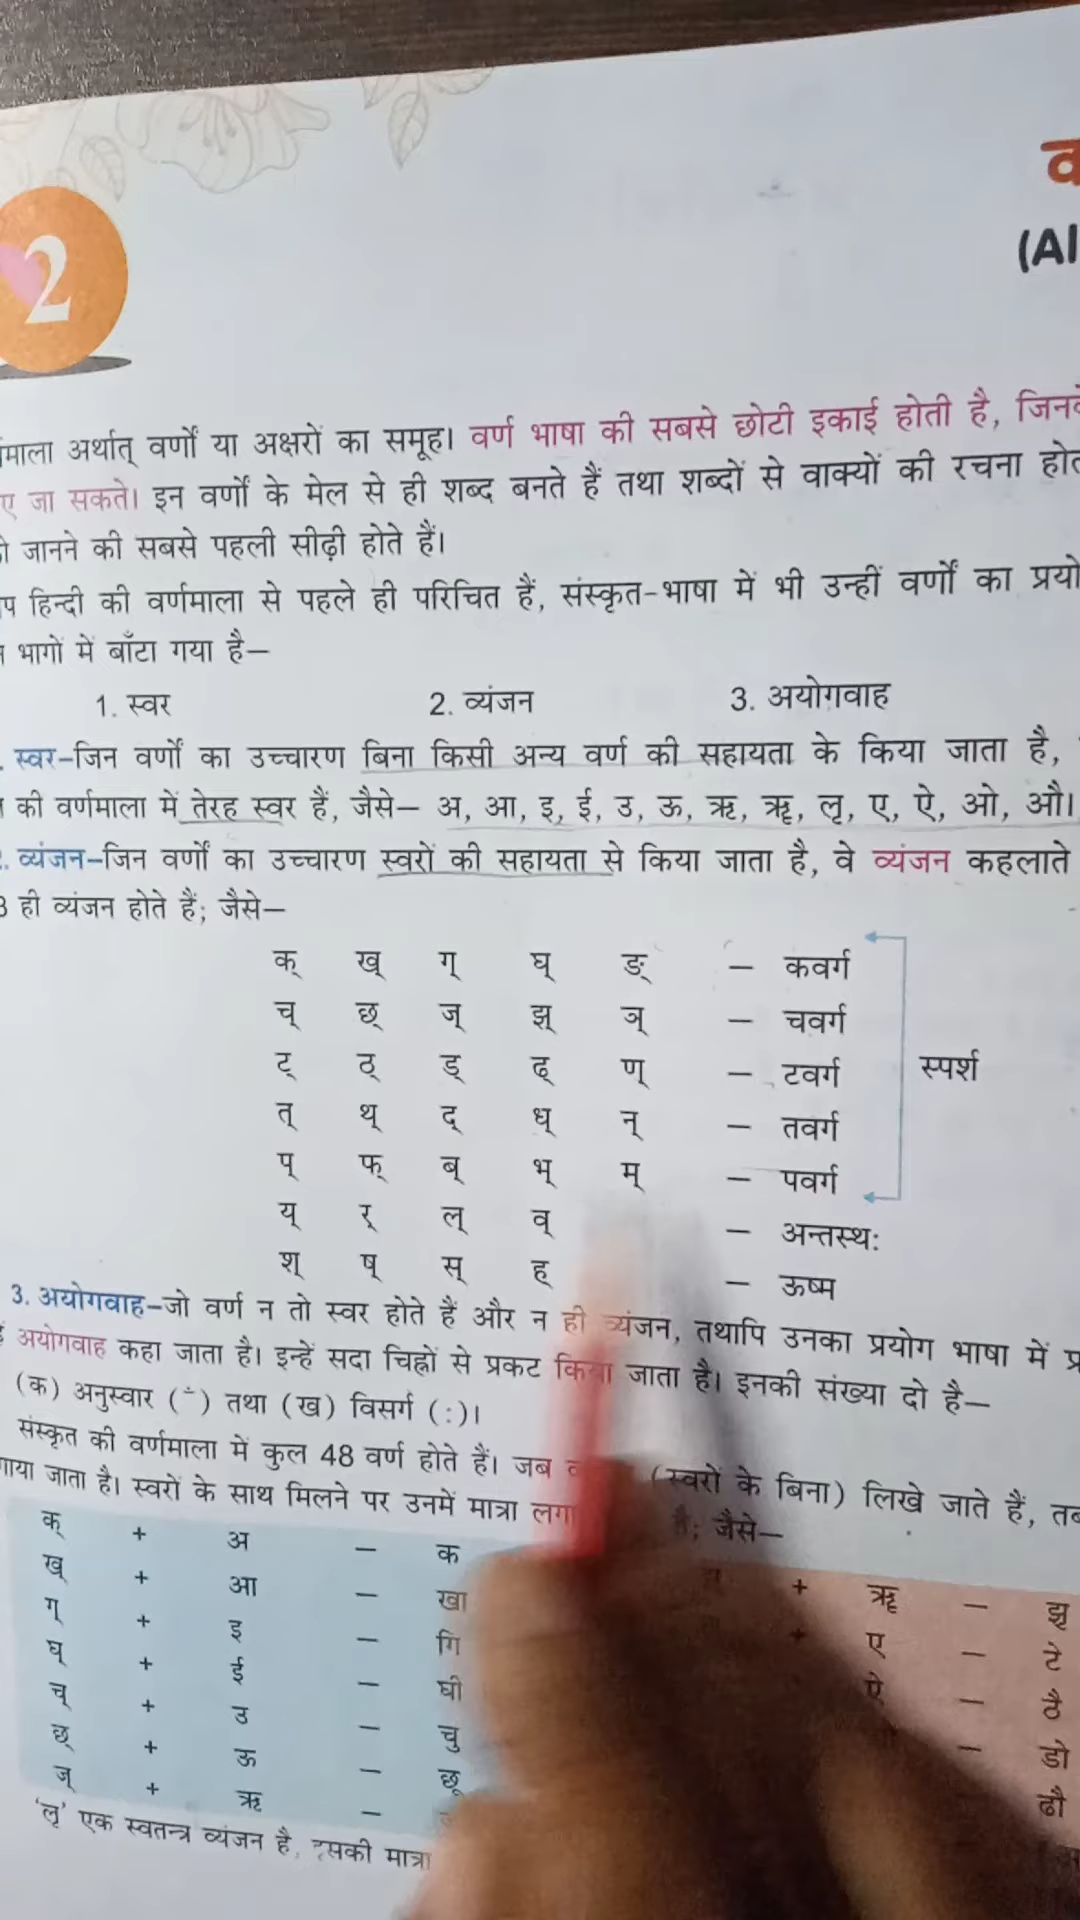 2
(Al
अर्थात् वर्णों या अक्षरों का समूह। वर्ण भाषा की सबसे छोटी इकाई होती है,
जा सकते। इन वर्णों के मेल से ही शब्द बनते हैं तथा शब्दों से वाक्यों की रचना
जानने की सबसे पहली सीढ़ी होते हैं।
हिन्दी की वर्णमाला से पहले ही परिचित हैं, संस्कृत-भाषा में भी उन्हीं वर्णों का
भागों में बाँटा गया है—
1. स्वर 2. व्यंजन 3. अयोगवाह
स्वर–जिन वर्णों का उच्चारण बिना किसी अन्य वर्ण की सहायता के किया जाता है,
की वर्णमाला में तेरह स्वर हैं, जैसे— अ, आ, इ, ई, उ, ऊ, ऋ, ॠ, लृ, ए, ऐ, ओ, औ।
व्यंजन–जिन वर्णों का उच्चारण स्वरों की सहायता से किया जाता है, वे व्यंजन कहलाते
3 ही व्यंजन होते हैं; जैसे—
क् ख् ग् घ् ङ् — कवर्ग
च् छ् ज् झ् ञ् — चवर्ग
ट् ठ् ड् ढ् ण् — टवर्ग
स्पर्श
त् थ् द् ध् न् — तवर्ग
प् फ् ब् भ् म् — पवर्ग
य् र् ल् व् — अन्तस्थः
श् ष् स् ह् — ऊष्म
3. अयोगवाह–जो वर्ण न तो स्वर होते हैं और न ही व्यंजन, तथापि उनका प्रयोग भाषा में
अयोगवाह कहा जाता है। इन्हें सदा चिह्नों से प्रकट किया जाता है। इनकी संख्या दो है—
(क) अनुस्वार (ं) तथा (ख) विसर्ग (:)।
संस्कृत की वर्णमाला में कुल 48 वर्ण होते हैं। जब (स्वरों के बिना) लिखे जाते हैं,
जाता है। स्वरों के साथ मिलने पर उनमें मात्रा है; जैसे—
क् + अ — क
ख् + आ — खा
ग् + इ — गि
घ् + ई — घी
च् + उ — चु
छ् + ऊ — छू
ज् + ऋ —
+ ॠ —
+ ए — टे
ऐ — ठै
— डो
ढौ
'लृ' एक स्वतन्त्र व्यंजन है, इसकी मात्रा